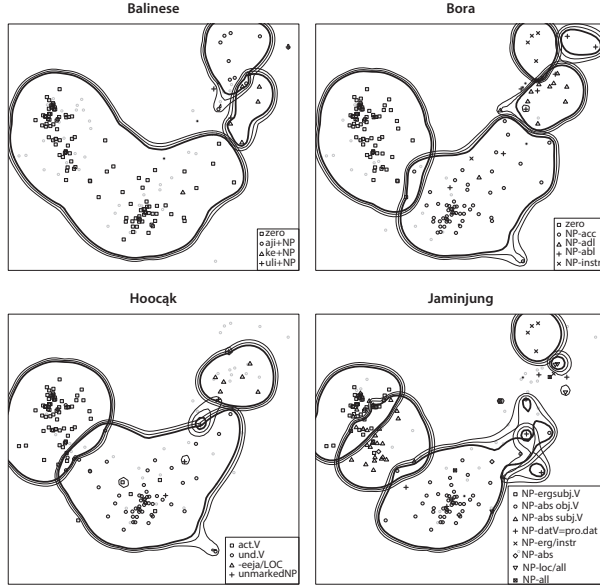 Balinese
zero
aji+NP
ke+NP
uli+NP
Bora
zero
NP-acc
NP-adl
NP-abl
NP-instr
Hoocąk
act.V
und.V
-eeja/LOC
unmarkedNP
Jaminjung
NP-ergsubj.V
NP-abs obj.V
NP-abs subj.V
NP-datV=pro.dat
NP-erg/instr
NP-abs
NP-loc/all
NP-all